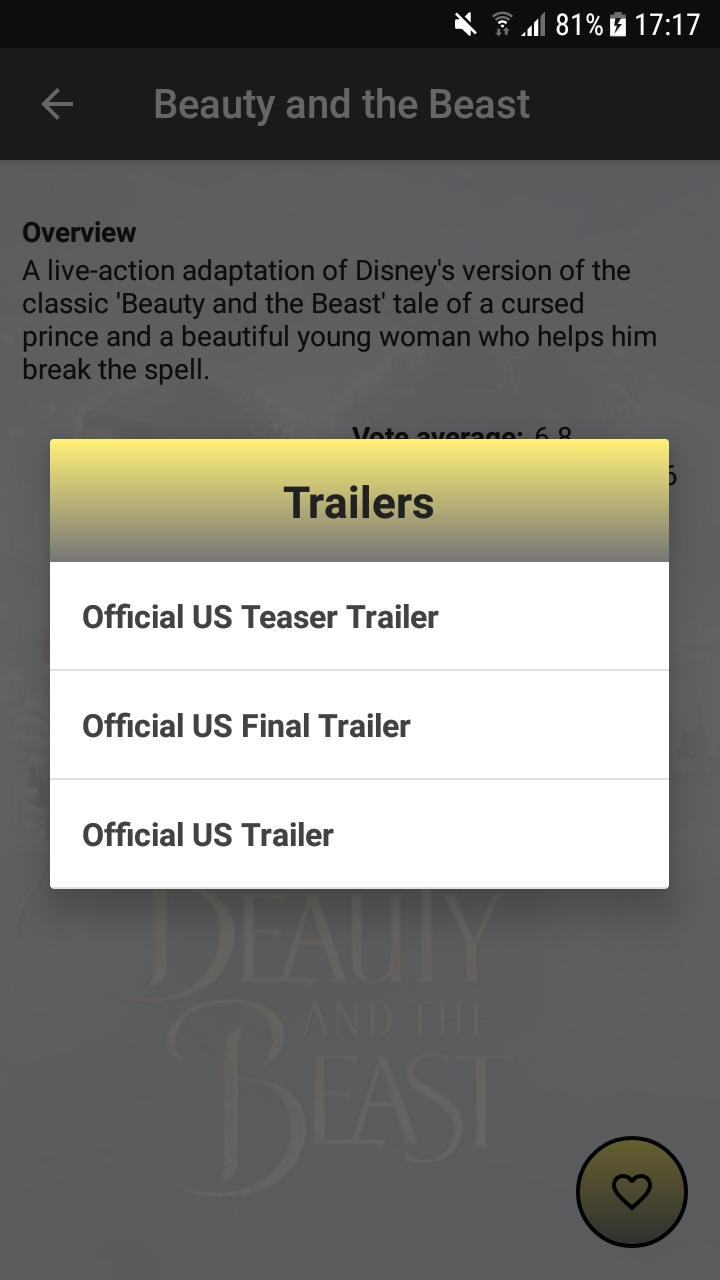 81% 17:17
Beauty and the Beast
Overview
A live-action adaptation of Disney's version of the
classic 'Beauty and the Beast' tale of a cursed
prince and a beautiful young woman who helps him
break the spell.
Vote average: 6.8
6
Trailers
Official US Teaser Trailer
Official US Final Trailer
Official US Trailer
BEAUTY
AND THE
BEAST